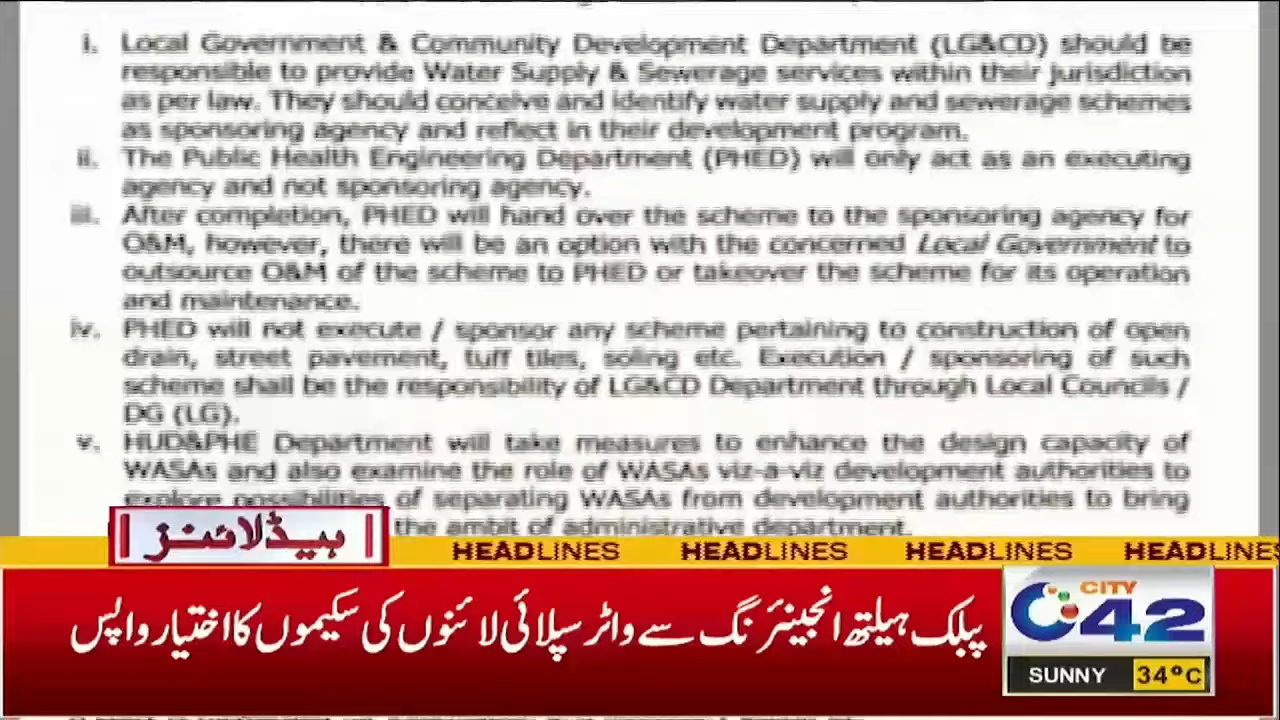 i. Local Government & Community Development Department (LG&CD) should be
responsible to provide Water Supply & Sewerage services within their jurisdiction
as per law. They should conceive and identify water supply and sewerage schemes
as sponsoring agency and reflect in their development program.
ii. The Public Health Engineering Department (PHED) will only act as an executing
agency and not sponsoring agency.
iii. After completion, PHED will hand over the scheme to the sponsoring agency for
O&M, however, there will be an option with the concerned Local Government to
outsource O&M of the scheme to PHED or takeover the scheme for its operation
and maintenance.
iv. PHED will not execute / sponsor any scheme pertaining to construction of open
drain, street pavement, tuff tiles, soling etc. Execution / sponsoring of such
scheme shall be the responsibility of LG&CD Department through Local Councils /
DG (LG).
v. HUD&PHE Department will take measures to enhance the design capacity of
WASAs and also examine the role of WASAs viz-a-viz development authorities to
explore possibilities of separating WASAs from development authorities to bring
the ambit of administrative department.
ہیڈلائنز
HEADLINES HEADLINES HEADLINES HEADLINES
پبلک ہیلتھ انجینئرنگ سے واٹر سپلائی لائنوں کی سکیموں کا اختیار واپس
CITY
42
SUNNY 34°C